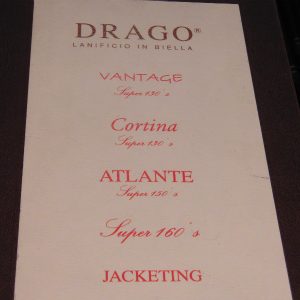 DRAGO®
LANIFICIO IN BIELLA
VANTAGE
Super 130's
Cortina
Super 130's
ATLANTE
Super 150's
Super 160's
JACKETING